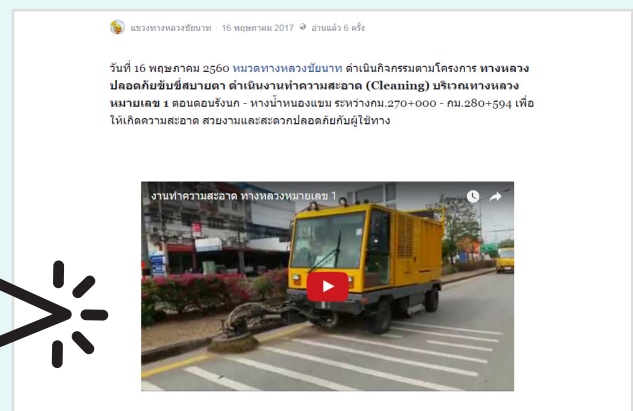 แขวงทางหลวงชัยนาท · 16 พฤษภาคม 2017 อ่านแล้ว 6 ครั้ง
วันที่ 16 พฤษภาคม 2560 หมวดทางหลวงชัยนาท ดำเนินกิจกรรมตามโครงการ ทางหลวง
ปลอดภัยขับขี่สบายตา ดำเนินงานทำความสะอาด (Cleaning) บริเวณทางหลวง
หมายเลข 1 ตอนดอนรังนก - ทางน้ำหนองแขม ระหว่างกม.270+000 - กม.280+594 เพื่อ
ให้เกิดความสะอาด สวยงามและสะดวกปลอดภัยกับผู้ใช้ทาง
งานทำความสะอาด ทางหลวงหมายเลข 1